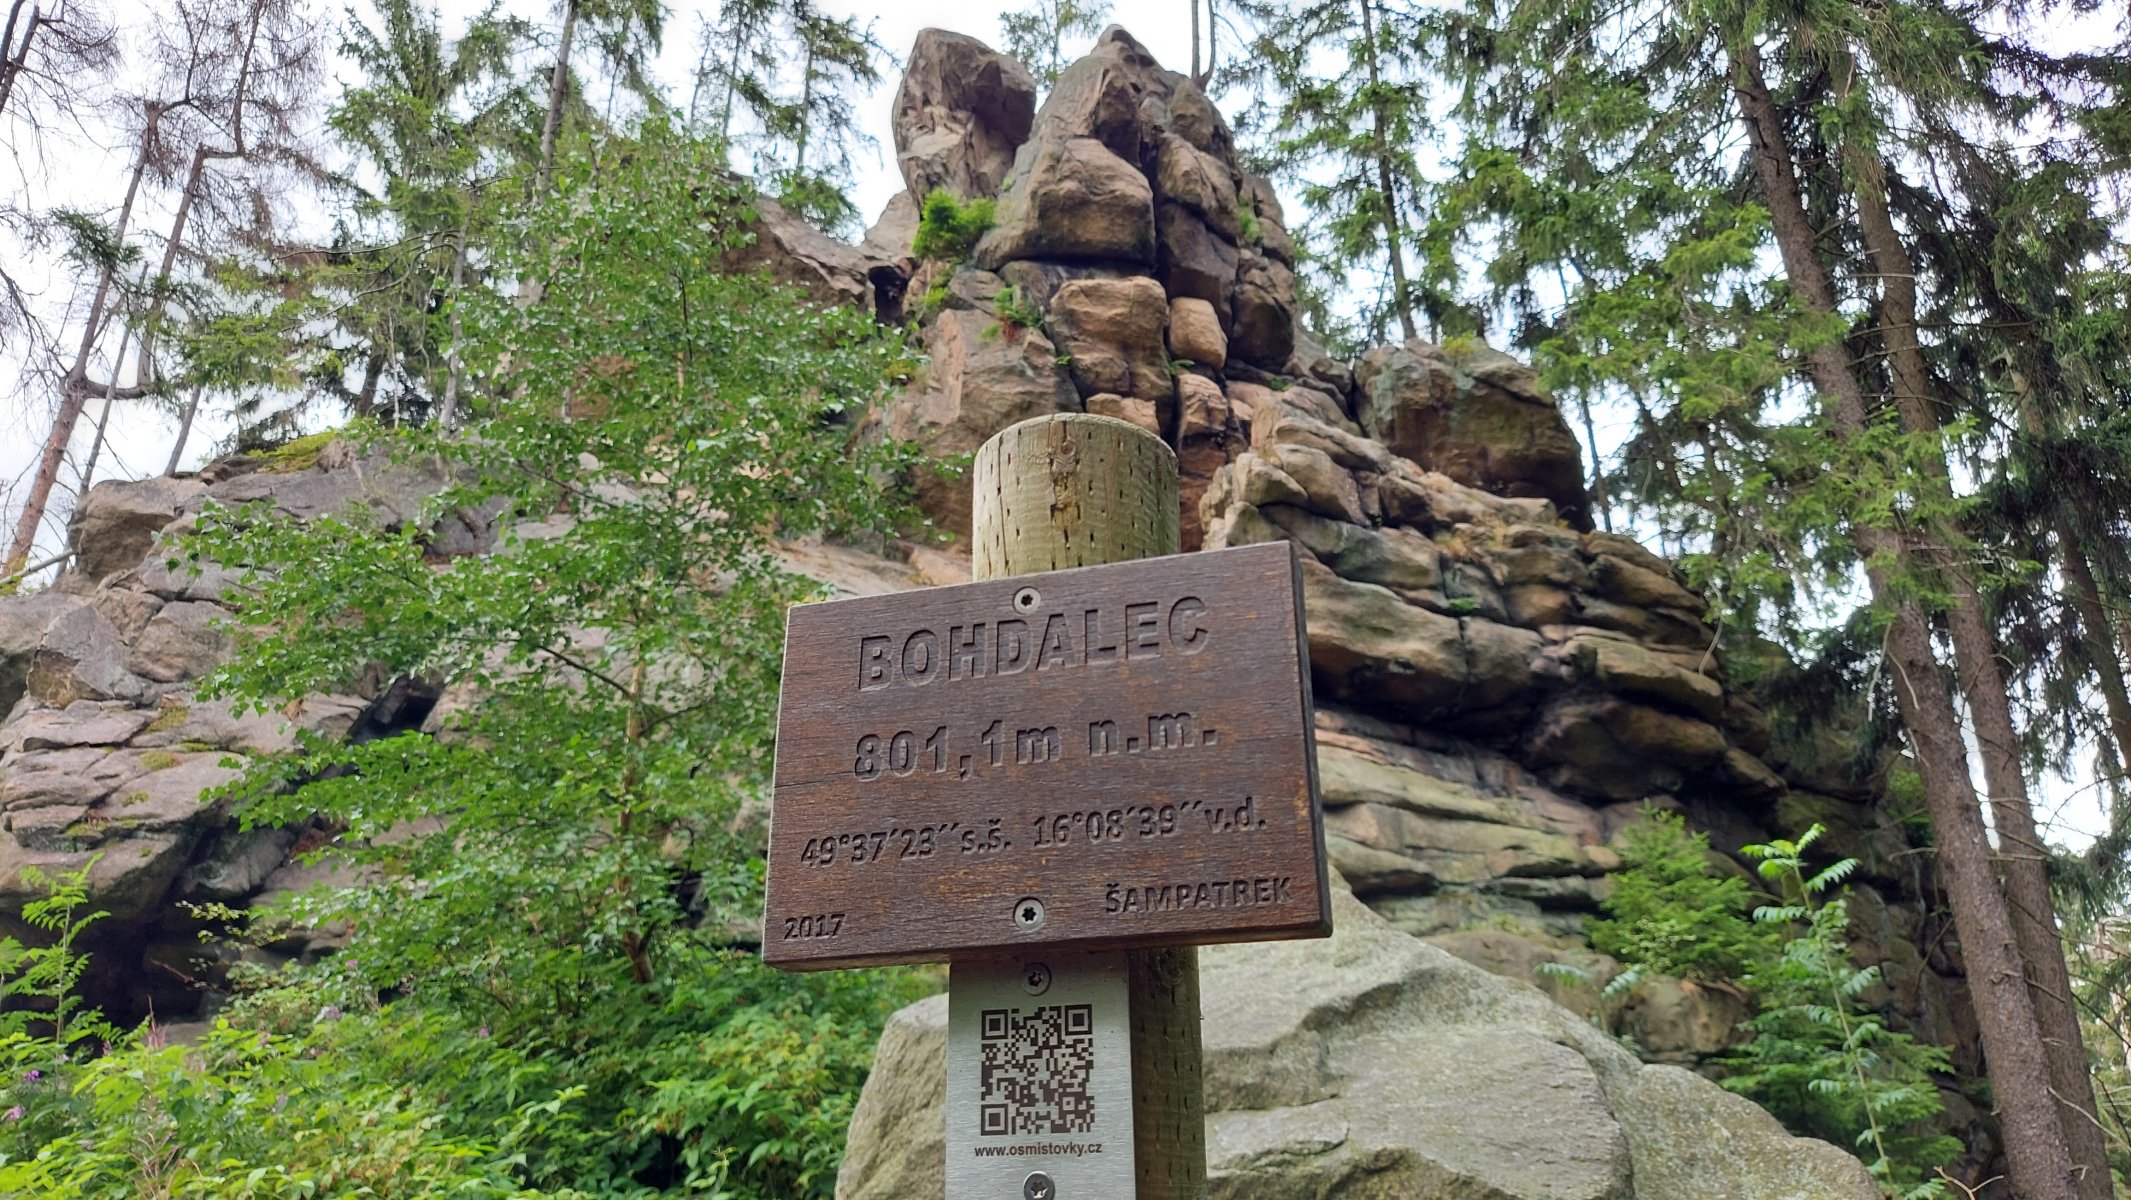 BOHDALEC
801,1m n.m.
49°37´23´´s.š. 16°08´39´´v.d.
2017 ŠAMPATREK
www.osmistovky.cz